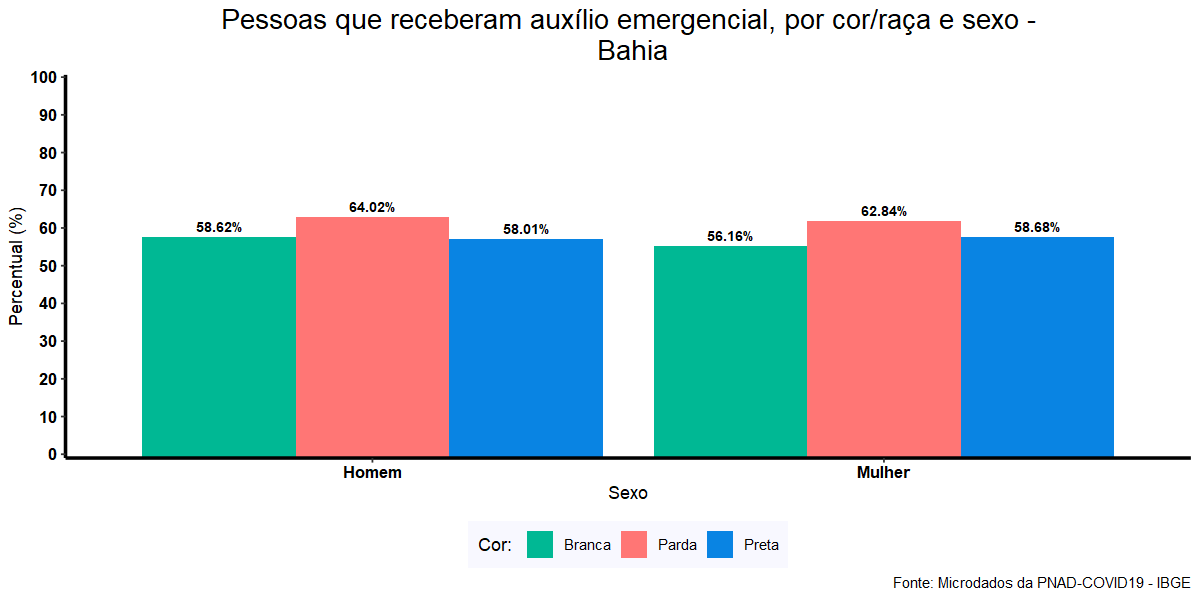 Pessoas que receberam auxílio emergencial, por cor/raça e sexo -
Bahia
Percentual (%)
100
90
80
70
60
50
40
30
20
10
0
58.62%
64.02%
58.01%
56.16%
62.84%
58.68%
Homem
Mulher
Sexo
Cor: Branca Parda Preta
Fonte: Microdados da PNAD-COVID19 - IBGE